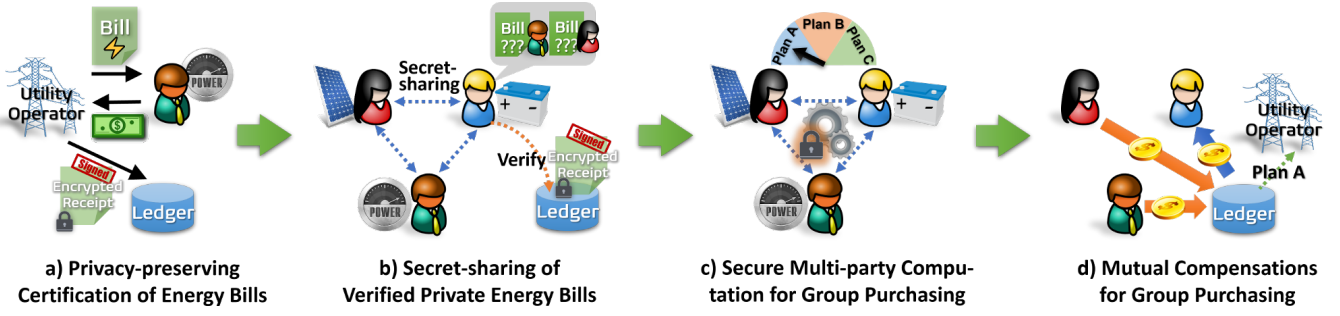 Bill
POWER
Utility
Operator
Signed
Encrypted
Receipt
Ledger
a) Privacy-preserving
Certification of Energy Bills
Bill
???
Bill
???
Secret-
sharing
+ -
Verify
Signed
Encrypted
Receipt
POWER
Ledger
b) Secret-sharing of
Verified Private Energy Bills
Plan A
Plan B
Plan C
+ -
POWER
c) Secure Multi-party Compu-
tation for Group Purchasing
Utility
Operator
Plan A
Ledger
d) Mutual Compensations
for Group Purchasing